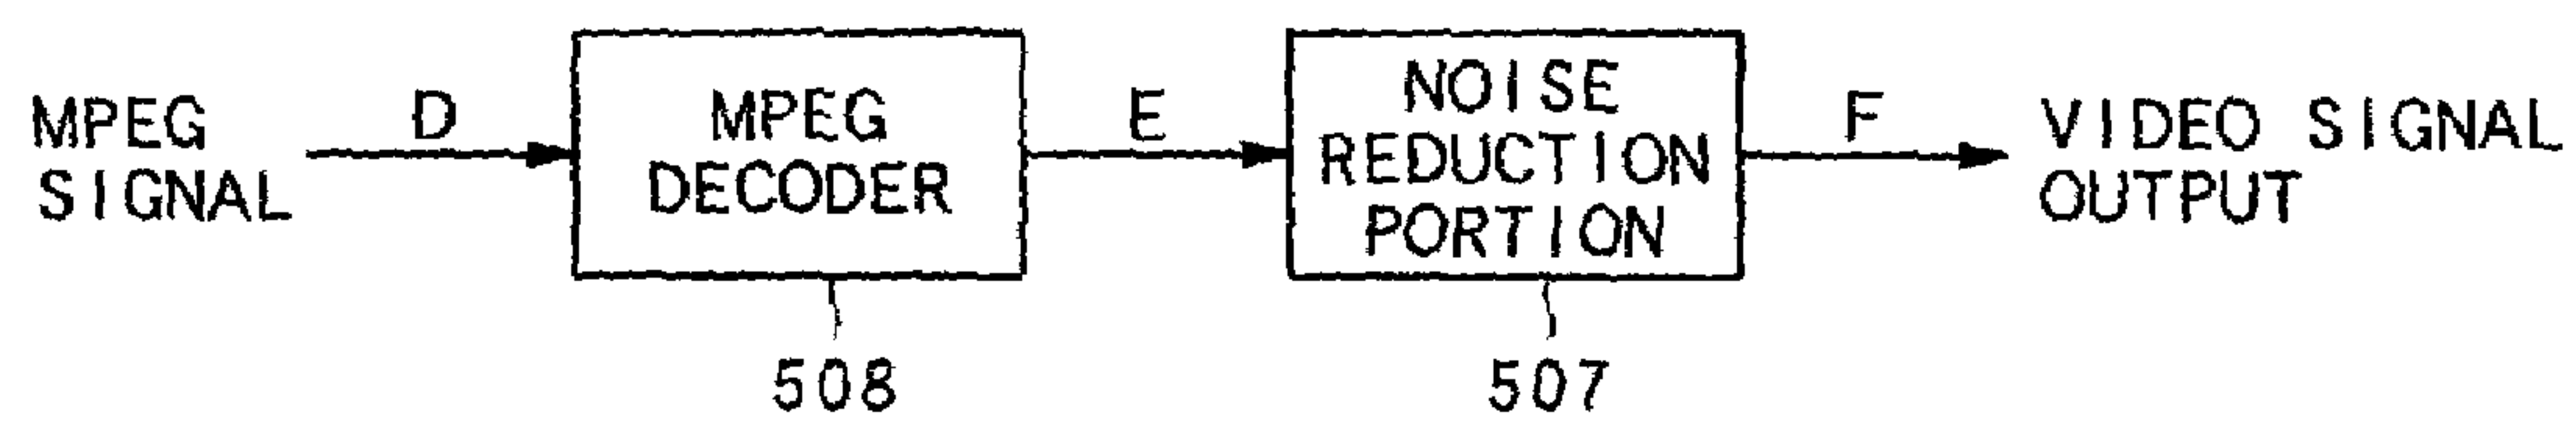 MPEG
SIGNAL
D
MPEG
DECODER
508
E
NOISE
REDUCTION
PORTION
507
F
VIDEO SIGNAL
OUTPUT